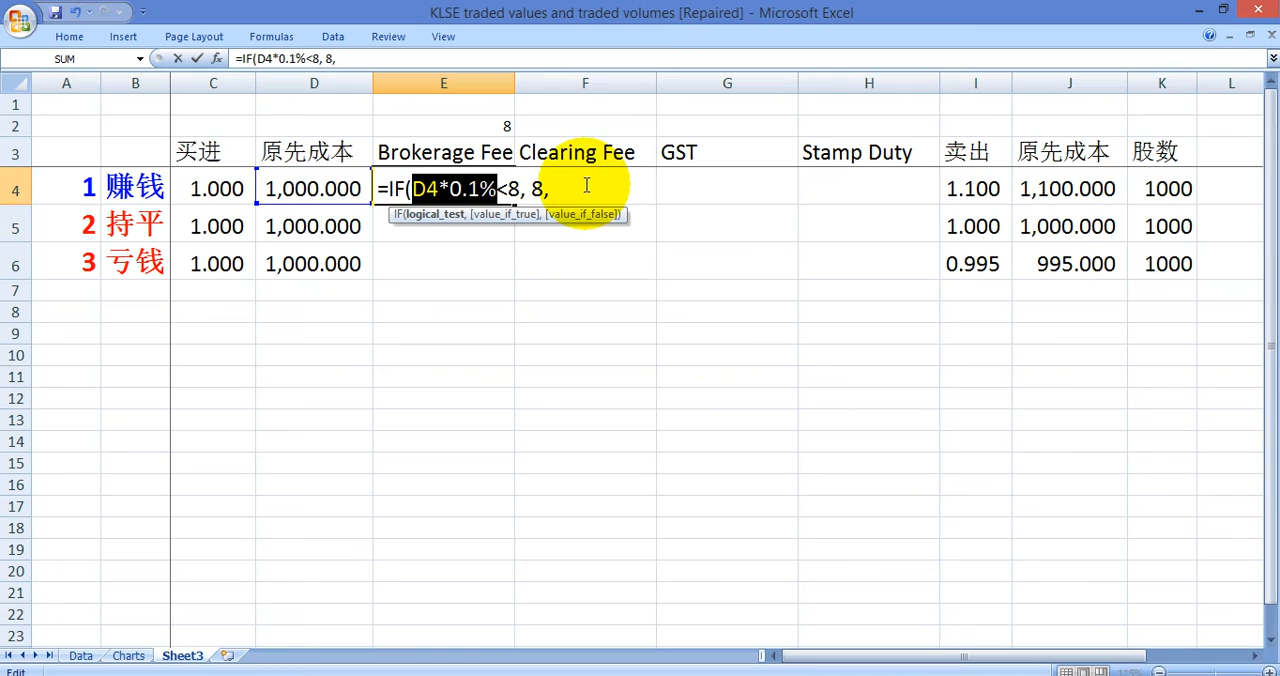 KLSE traded values and traded volumes [Repaired] - Microsoft Excel
Home Insert Page Layout Formulas Data Review View
SUM fx =IF(D4*0.1%<8, 8,
A B C D E F G H I J K L
1
2 8
3 买进 原先成本 Brokerage Fee Clearing Fee GST Stamp Duty 卖出 原先成本 股数
4 1 赚钱 1.000 1,000.000 =IF(D4*0.1%<8, 8, 1.100 1,100.000 1000
IF(logical_test, [value_if_true], [value_if_false])
5 2 持平 1.000 1,000.000 1.000 1,000.000 1000
6 3 亏钱 1.000 1,000.000 0.995 995.000 1000
7
8
9
10
11
12
13
14
15
16
17
18
19
20
21
22
23
Data Charts Sheet3
Edit 115%